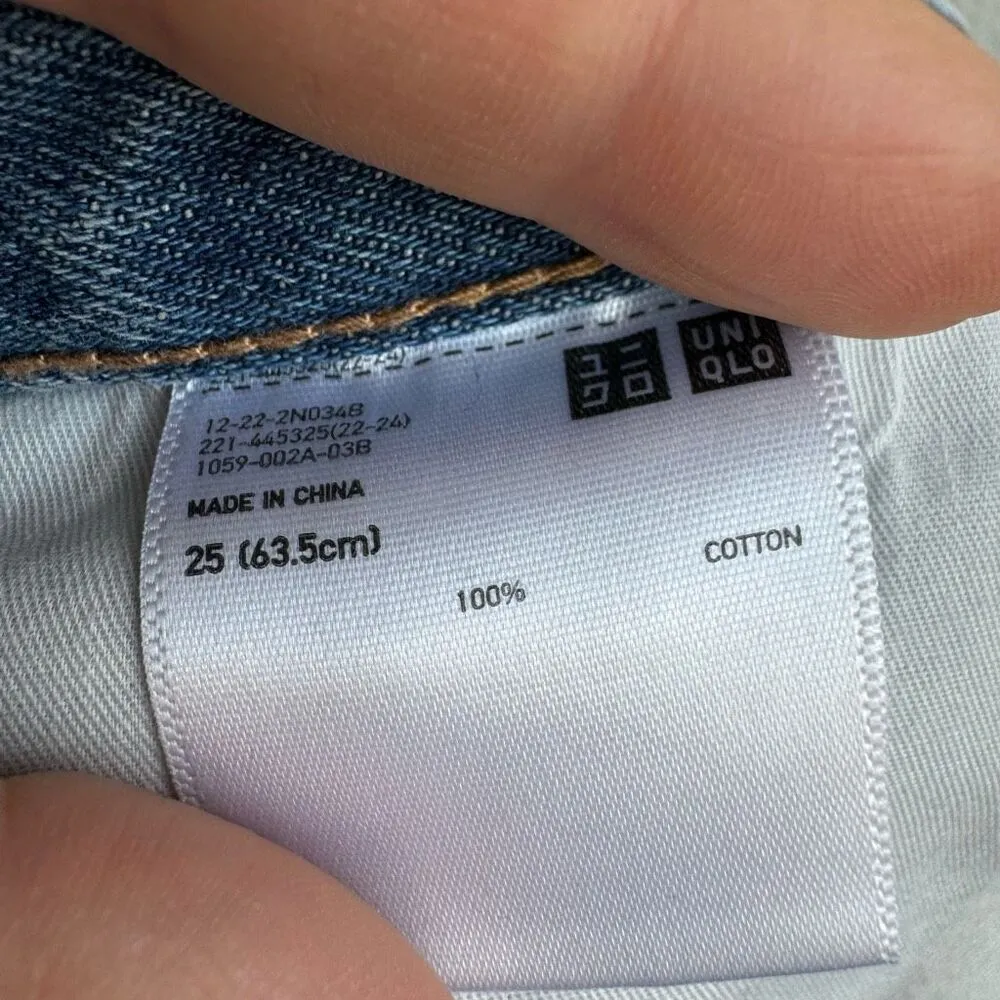 ユニ
クロ
UNI
QLO
12-22-2N034B
221-445325(22-24)
1059-002A-03B
MADE IN CHINA
25 (63.5cm)
COTTON
100%